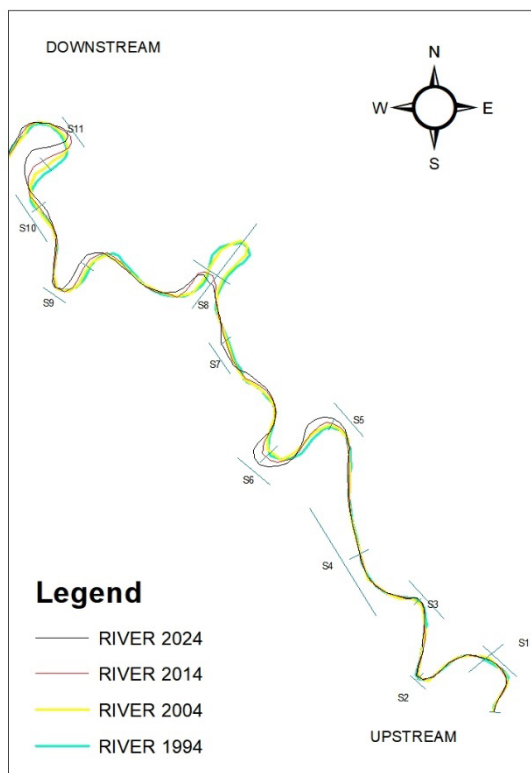 DOWNSTREAM
N
W
E
S
S11
S10
S9
S8
S7
S5
S6
S4
S3
S1
S2
Legend
RIVER 2024
RIVER 2014
RIVER 2004
RIVER 1994
UPSTREAM